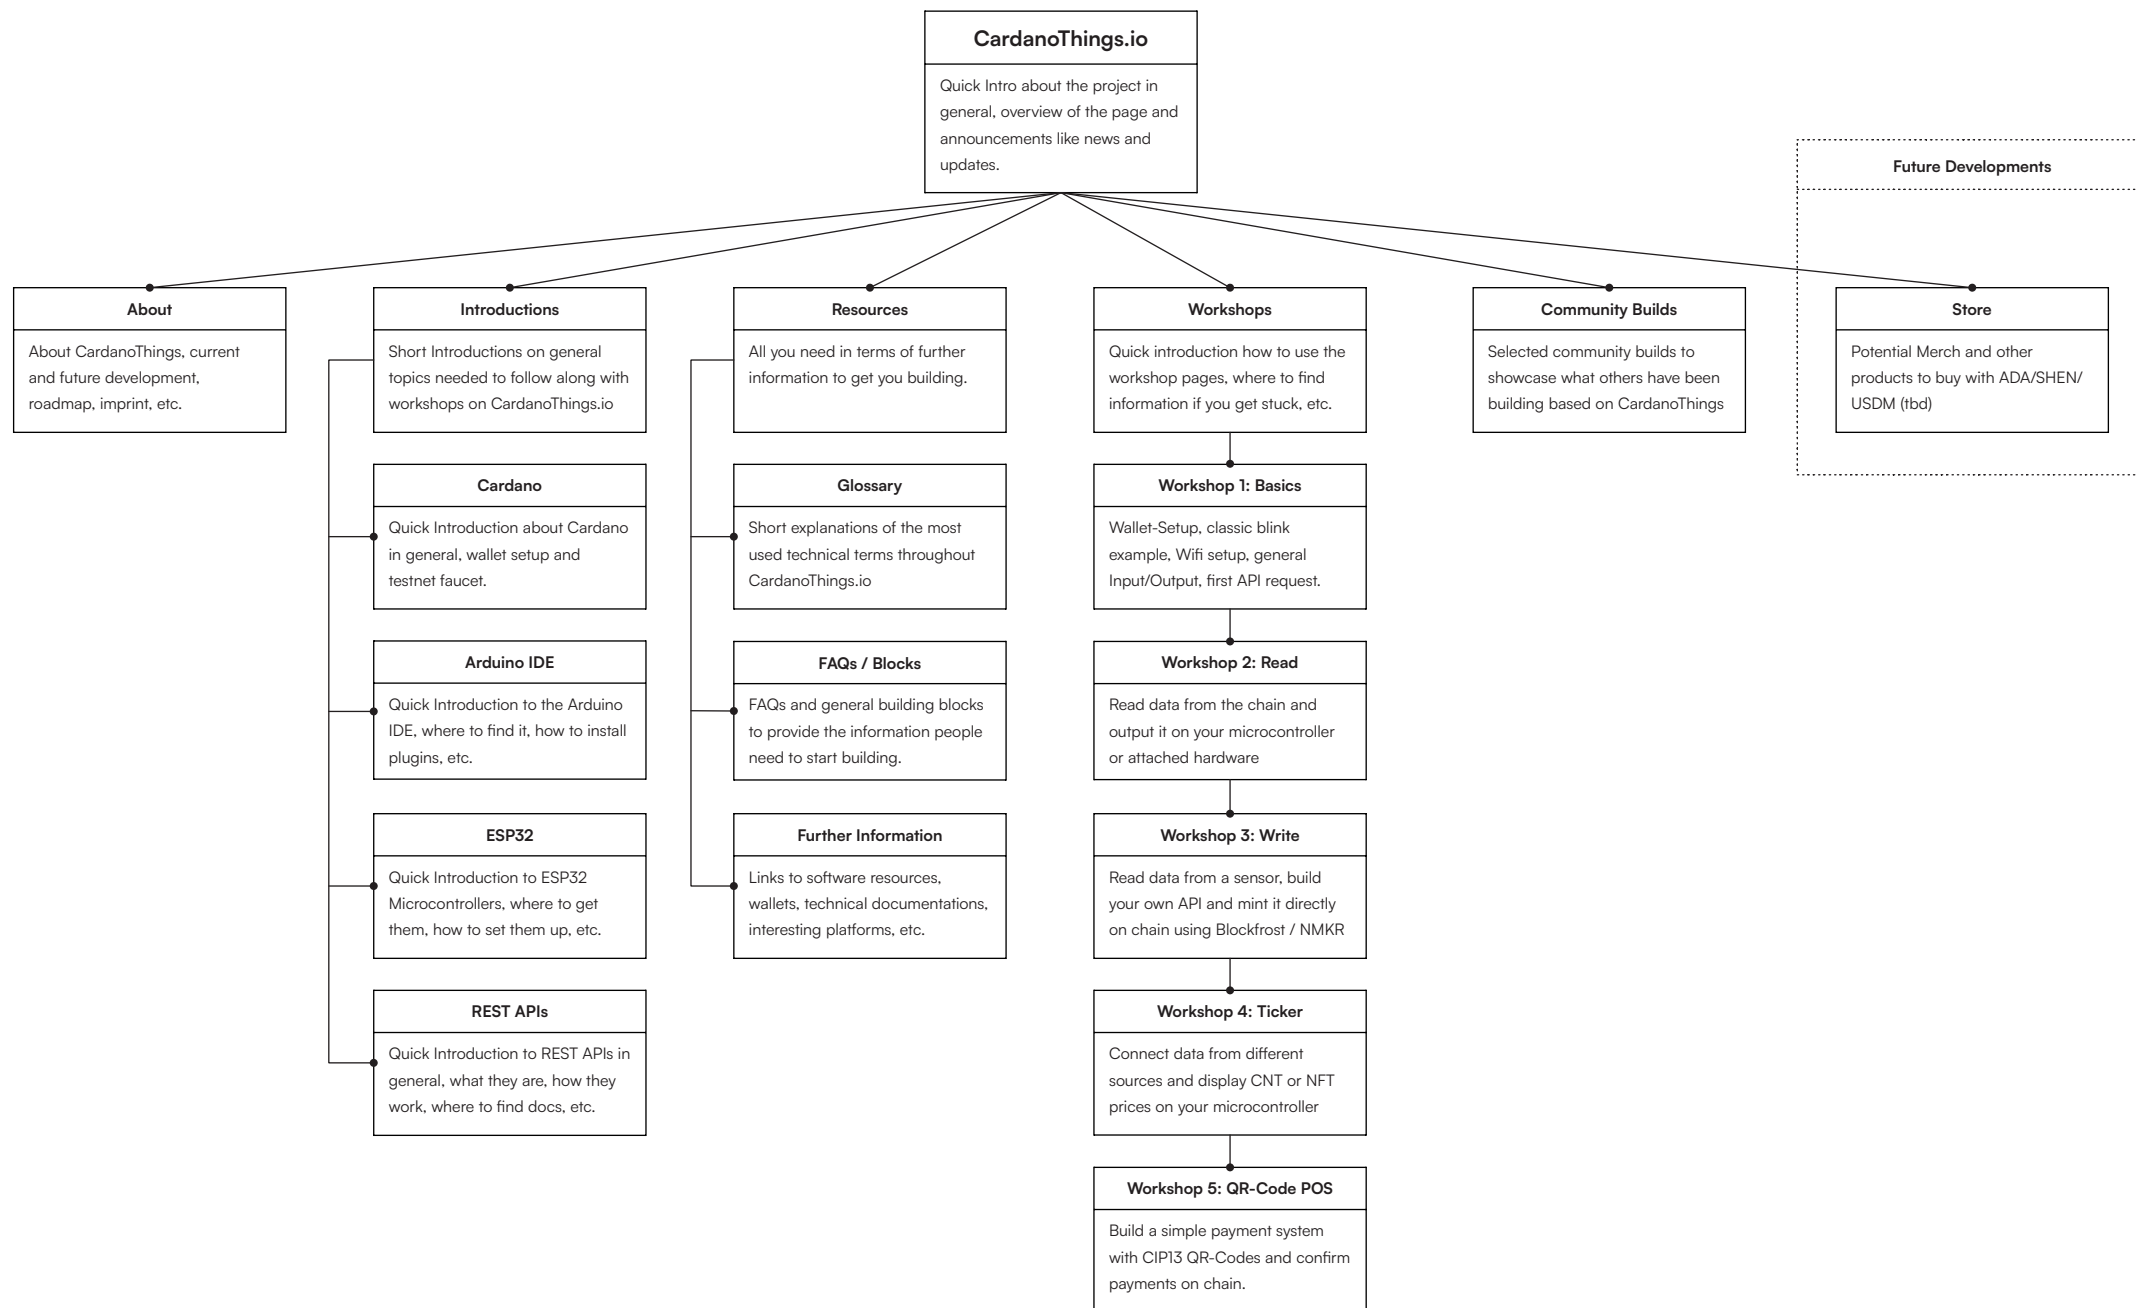 CardanoThings.io
Quick Intro about the project in
general, overview of the page and
announcements like news and
updates.
Future Developments
About
About CardanoThings, current
and future development,
roadmap, imprint, etc.
Introductions
Short Introductions on general
topics needed to follow along with
workshops on CardanoThings.io
Cardano
Quick Introduction about Cardano
in general, wallet setup and
testnet faucet.
Arduino IDE
Quick Introduction to the Arduino
IDE, where to find it, how to install
plugins, etc.
ESP32
Quick Introduction to ESP32
Microcontrollers, where to get
them, how to set them up, etc.
REST APIs
Quick Introduction to REST APIs in
general, what they are, how they
work, where to find docs, etc.
Resources
All you need in terms of further
information to get you building.
Glossary
Short explanations of the most
used technical terms throughout
CardanoThings.io
FAQs / Blocks
FAQs and general building blocks
to provide the information people
need to start building.
Further Information
Links to software resources,
wallets, technical documentations,
interesting platforms, etc.
Workshops
Quick introduction how to use the
workshop pages, where to find
information if you get stuck, etc.
Workshop 1: Basics
Wallet-Setup, classic blink
example, Wifi setup, general
Input/Output, first API request.
Workshop 2: Read
Read data from the chain and
output it on your microcontroller
or attached hardware
Workshop 3: Write
Read data from a sensor, build
your own API and mint it directly
on chain using Blockfrost / NMKR
Workshop 4: Ticker
Connect data from different
sources and display CNT or NFT
prices on your microcontroller
Workshop 5: QR-Code POS
Build a simple payment system
with CIP13 QR-Codes and confirm
payments on chain.
Community Builds
Selected community builds to
showcase what others have been
building based on CardanoThings
Store
Potential Merch and other
products to buy with ADA/SHEN/
USDM (tbd)